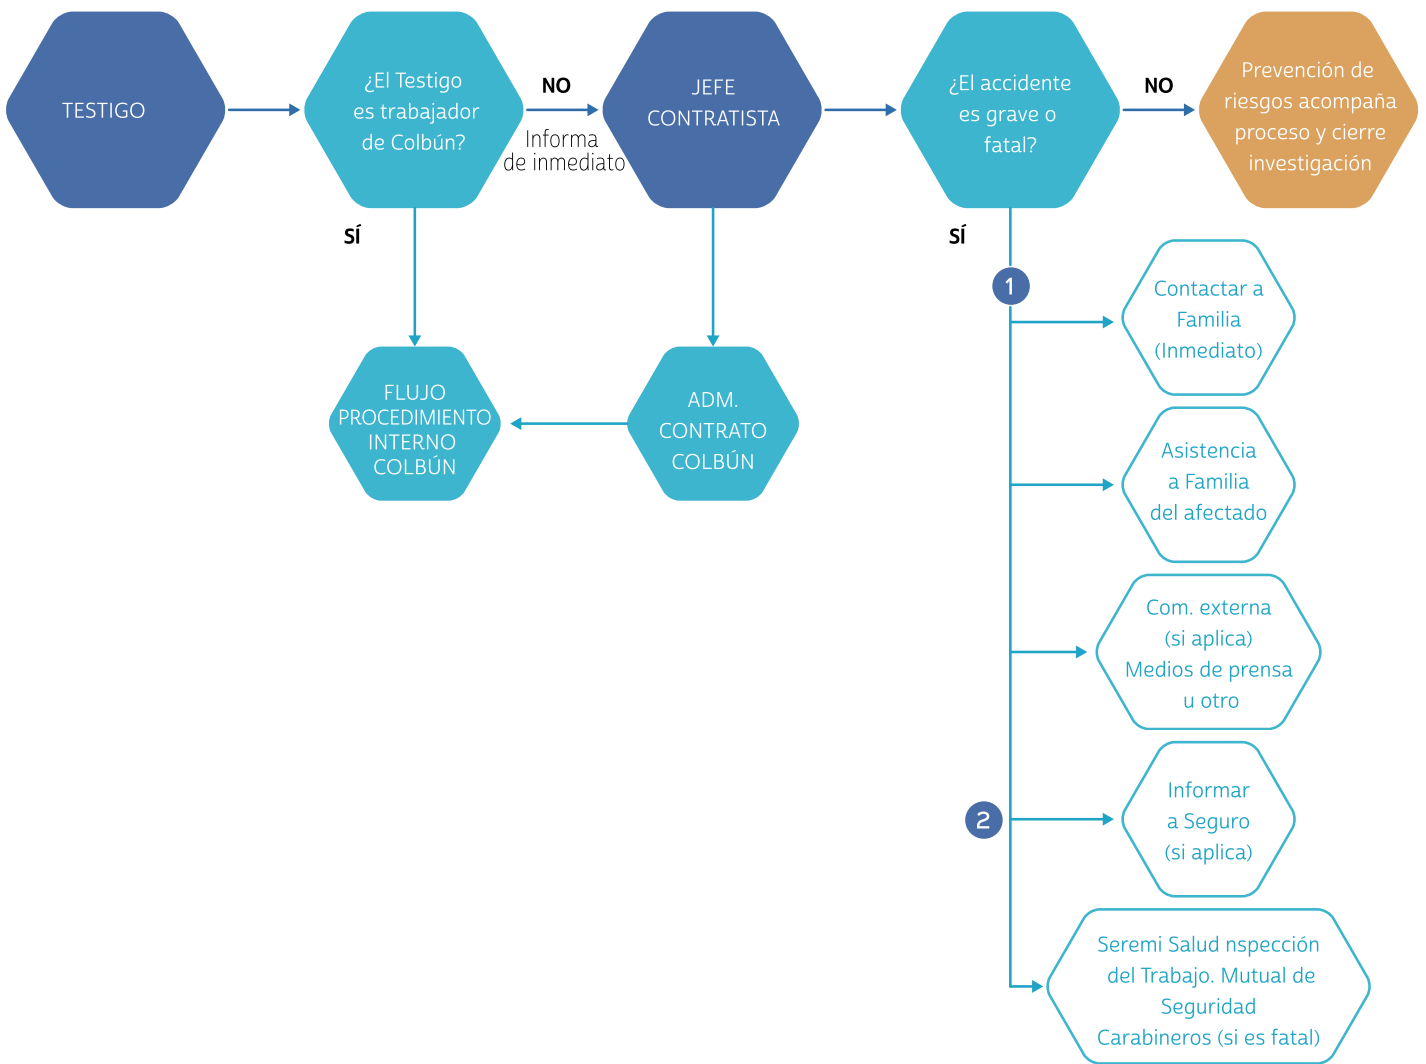 TESTIGO
¿El Testigo
es trabajador
de Colbún?
NO
Informa
de inmediato
JEFE
CONTRATISTA
¿El accidente
es grave o
fatal?
NO
Prevención de
riesgos acompaña
proceso y cierre
investigación
SÍ
SÍ
FLUJO
PROCEDIMIENTO
INTERNO
COLBÚN
ADM.
CONTRATO
COLBÚN
1
Contactar a
Familia
(Inmediato)
Asistencia
a Familia
del afectado
Com. externa
(si aplica)
Medios de prensa
u otro
2
Informar
a Seguro
(si aplica)
Seremi Salud nspección
del Trabajo. Mutual de
Seguridad
Carabineros (si es fatal)